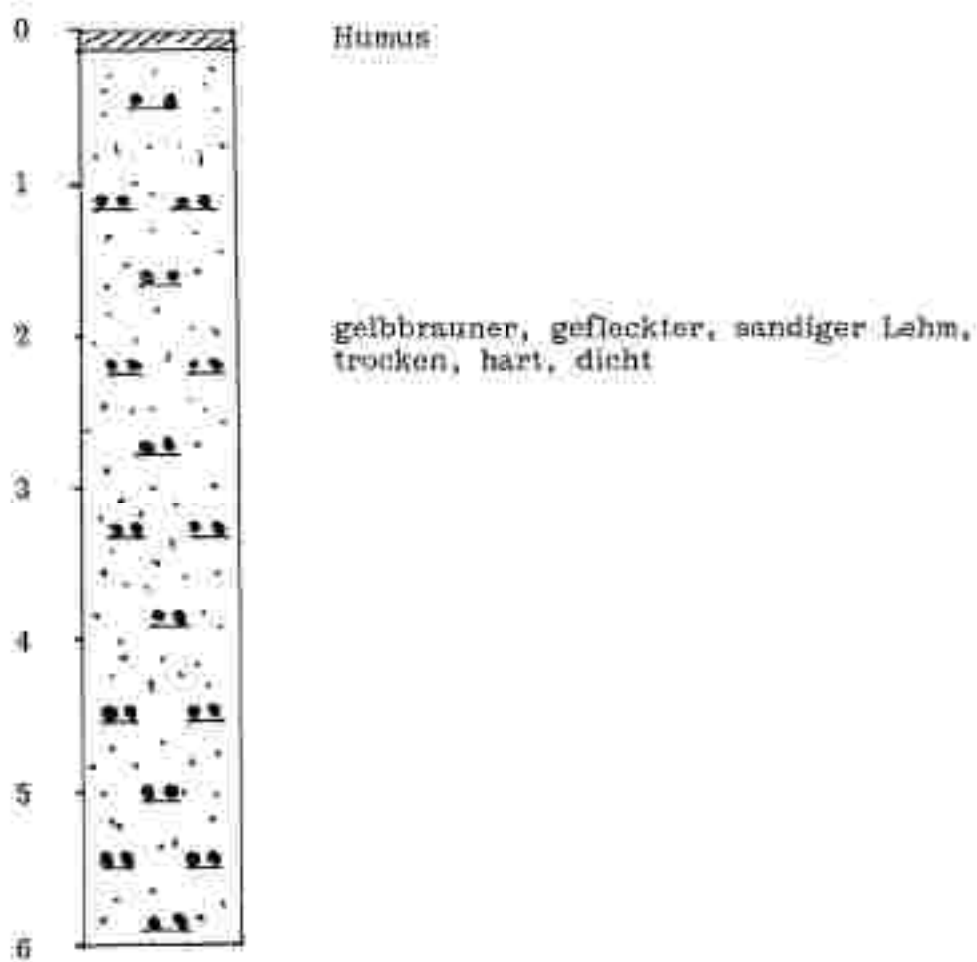 0
Humus
1
2
gelbbrauner, gefleckter, sandiger Lehm,
trocken, hart, dicht
3
4
5
6